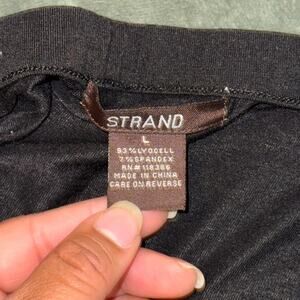 STRAND
L
93% LYOCELL
7% SPANDEX
RN# 118386
MADE IN CHINA
CARE ON REVERSE